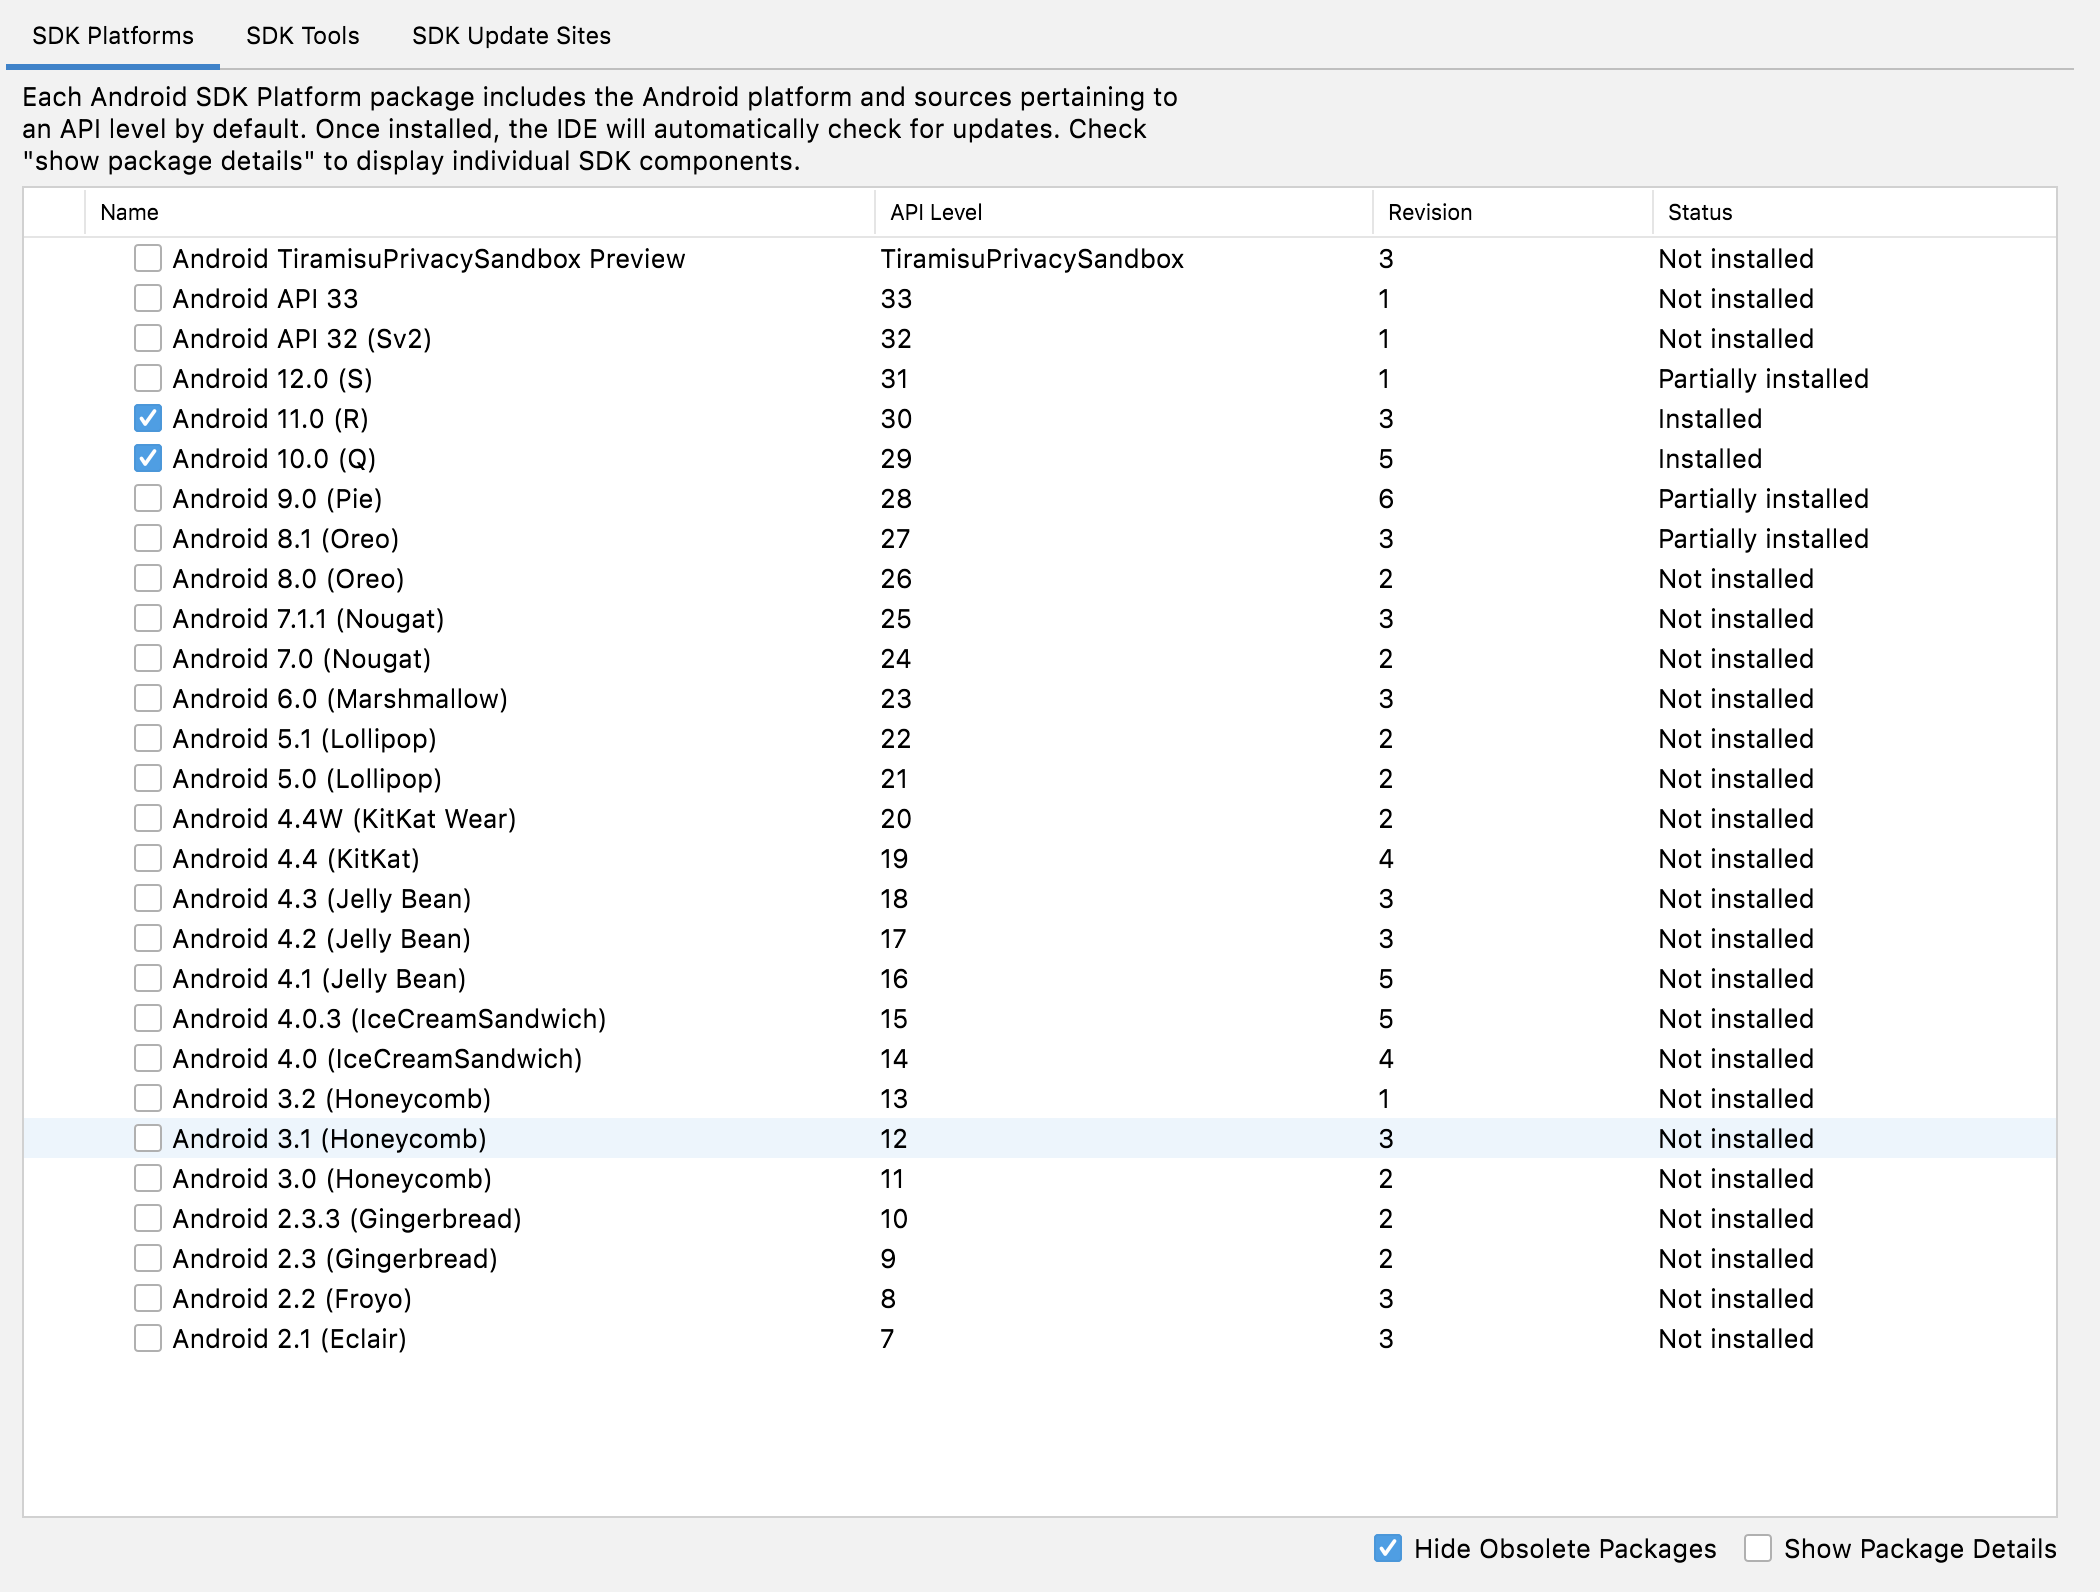 SDK Platforms SDK Tools SDK Update Sites
Each Android SDK Platform package includes the Android platform and sources pertaining to
an API level by default. Once installed, the IDE will automatically check for updates. Check
"show package details" to display individual SDK components.
Name API Level Revision Status
Android TiramisuPrivacySandbox Preview TiramisuPrivacySandbox 3 Not installed
Android API 33 33 1 Not installed
Android API 32 (Sv2) 32 1 Not installed
Android 12.0 (S) 31 1 Partially installed
Android 11.0 (R) 30 3 Installed
Android 10.0 (Q) 29 5 Installed
Android 9.0 (Pie) 28 6 Partially installed
Android 8.1 (Oreo) 27 3 Partially installed
Android 8.0 (Oreo) 26 2 Not installed
Android 7.1.1 (Nougat) 25 3 Not installed
Android 7.0 (Nougat) 24 2 Not installed
Android 6.0 (Marshmallow) 23 3 Not installed
Android 5.1 (Lollipop) 22 2 Not installed
Android 5.0 (Lollipop) 21 2 Not installed
Android 4.4W (KitKat Wear) 20 2 Not installed
Android 4.4 (KitKat) 19 4 Not installed
Android 4.3 (Jelly Bean) 18 3 Not installed
Android 4.2 (Jelly Bean) 17 3 Not installed
Android 4.1 (Jelly Bean) 16 5 Not installed
Android 4.0.3 (IceCreamSandwich) 15 5 Not installed
Android 4.0 (IceCreamSandwich) 14 4 Not installed
Android 3.2 (Honeycomb) 13 1 Not installed
Android 3.1 (Honeycomb) 12 3 Not installed
Android 3.0 (Honeycomb) 11 2 Not installed
Android 2.3.3 (Gingerbread) 10 2 Not installed
Android 2.3 (Gingerbread) 9 2 Not installed
Android 2.2 (Froyo) 8 3 Not installed
Android 2.1 (Eclair) 7 3 Not installed
Hide Obsolete Packages Show Package Details